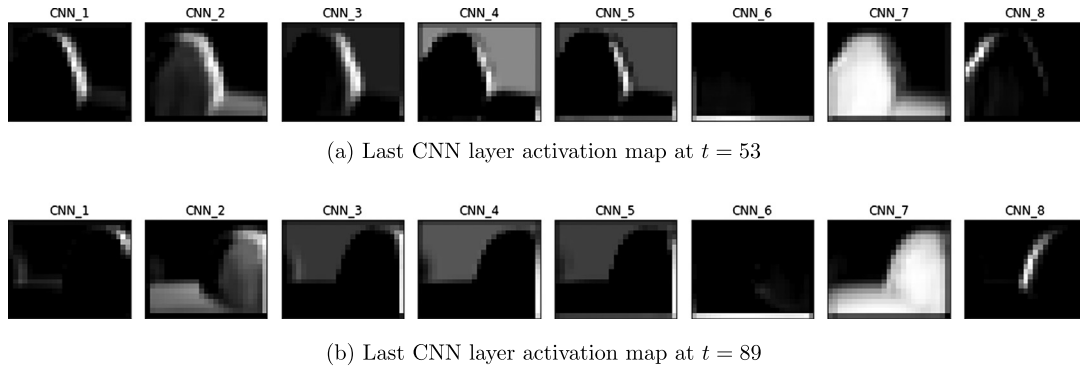 CNN_1 CNN_2 CNN_3 CNN_4 CNN_5 CNN_6 CNN_7 CNN_8
(a) Last CNN layer activation map at t = 53
CNN_1 CNN_2 CNN_3 CNN_4 CNN_5 CNN_6 CNN_7 CNN_8
(b) Last CNN layer activation map at t = 89